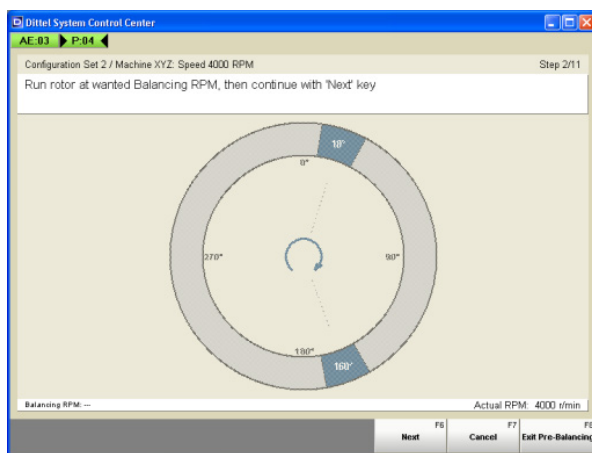 Dittel System Control Center
AE:03 P:04
Configuration Set 2 / Machine XYZ: Speed 4000 RPM Step 2/11
Run rotor at wanted Balancing RPM, then continue with 'Next' key
18°
0°
270° 90°
180°
160°
Balancing RPM: --- Actual RPM: 4000 r/min
F6 F7 F8
Next Cancel Exit Pre-Balancing